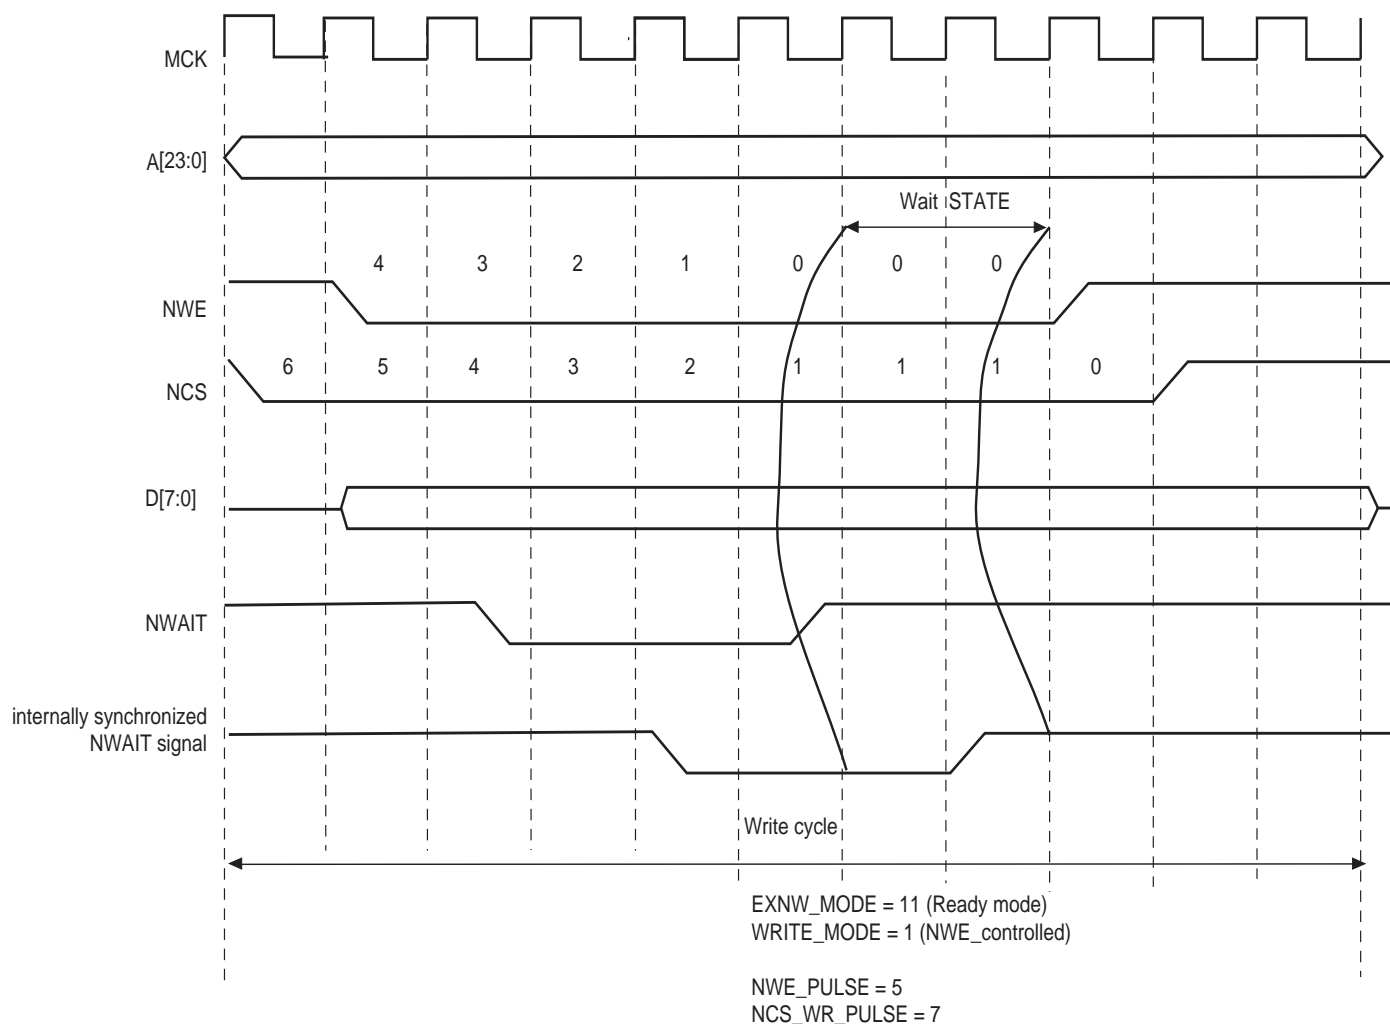 MCK
A[23:0]
Wait STATE
4 3 2 1 0 0 0
NWE
6 5 4 3 2 1 1 1 0
NCS
D[7:0]
NWAIT
internally synchronized
NWAIT signal
Write cycle
EXNW_MODE = 11 (Ready mode)
WRITE_MODE = 1 (NWE_controlled)
NWE_PULSE = 5
NCS_WR_PULSE = 7